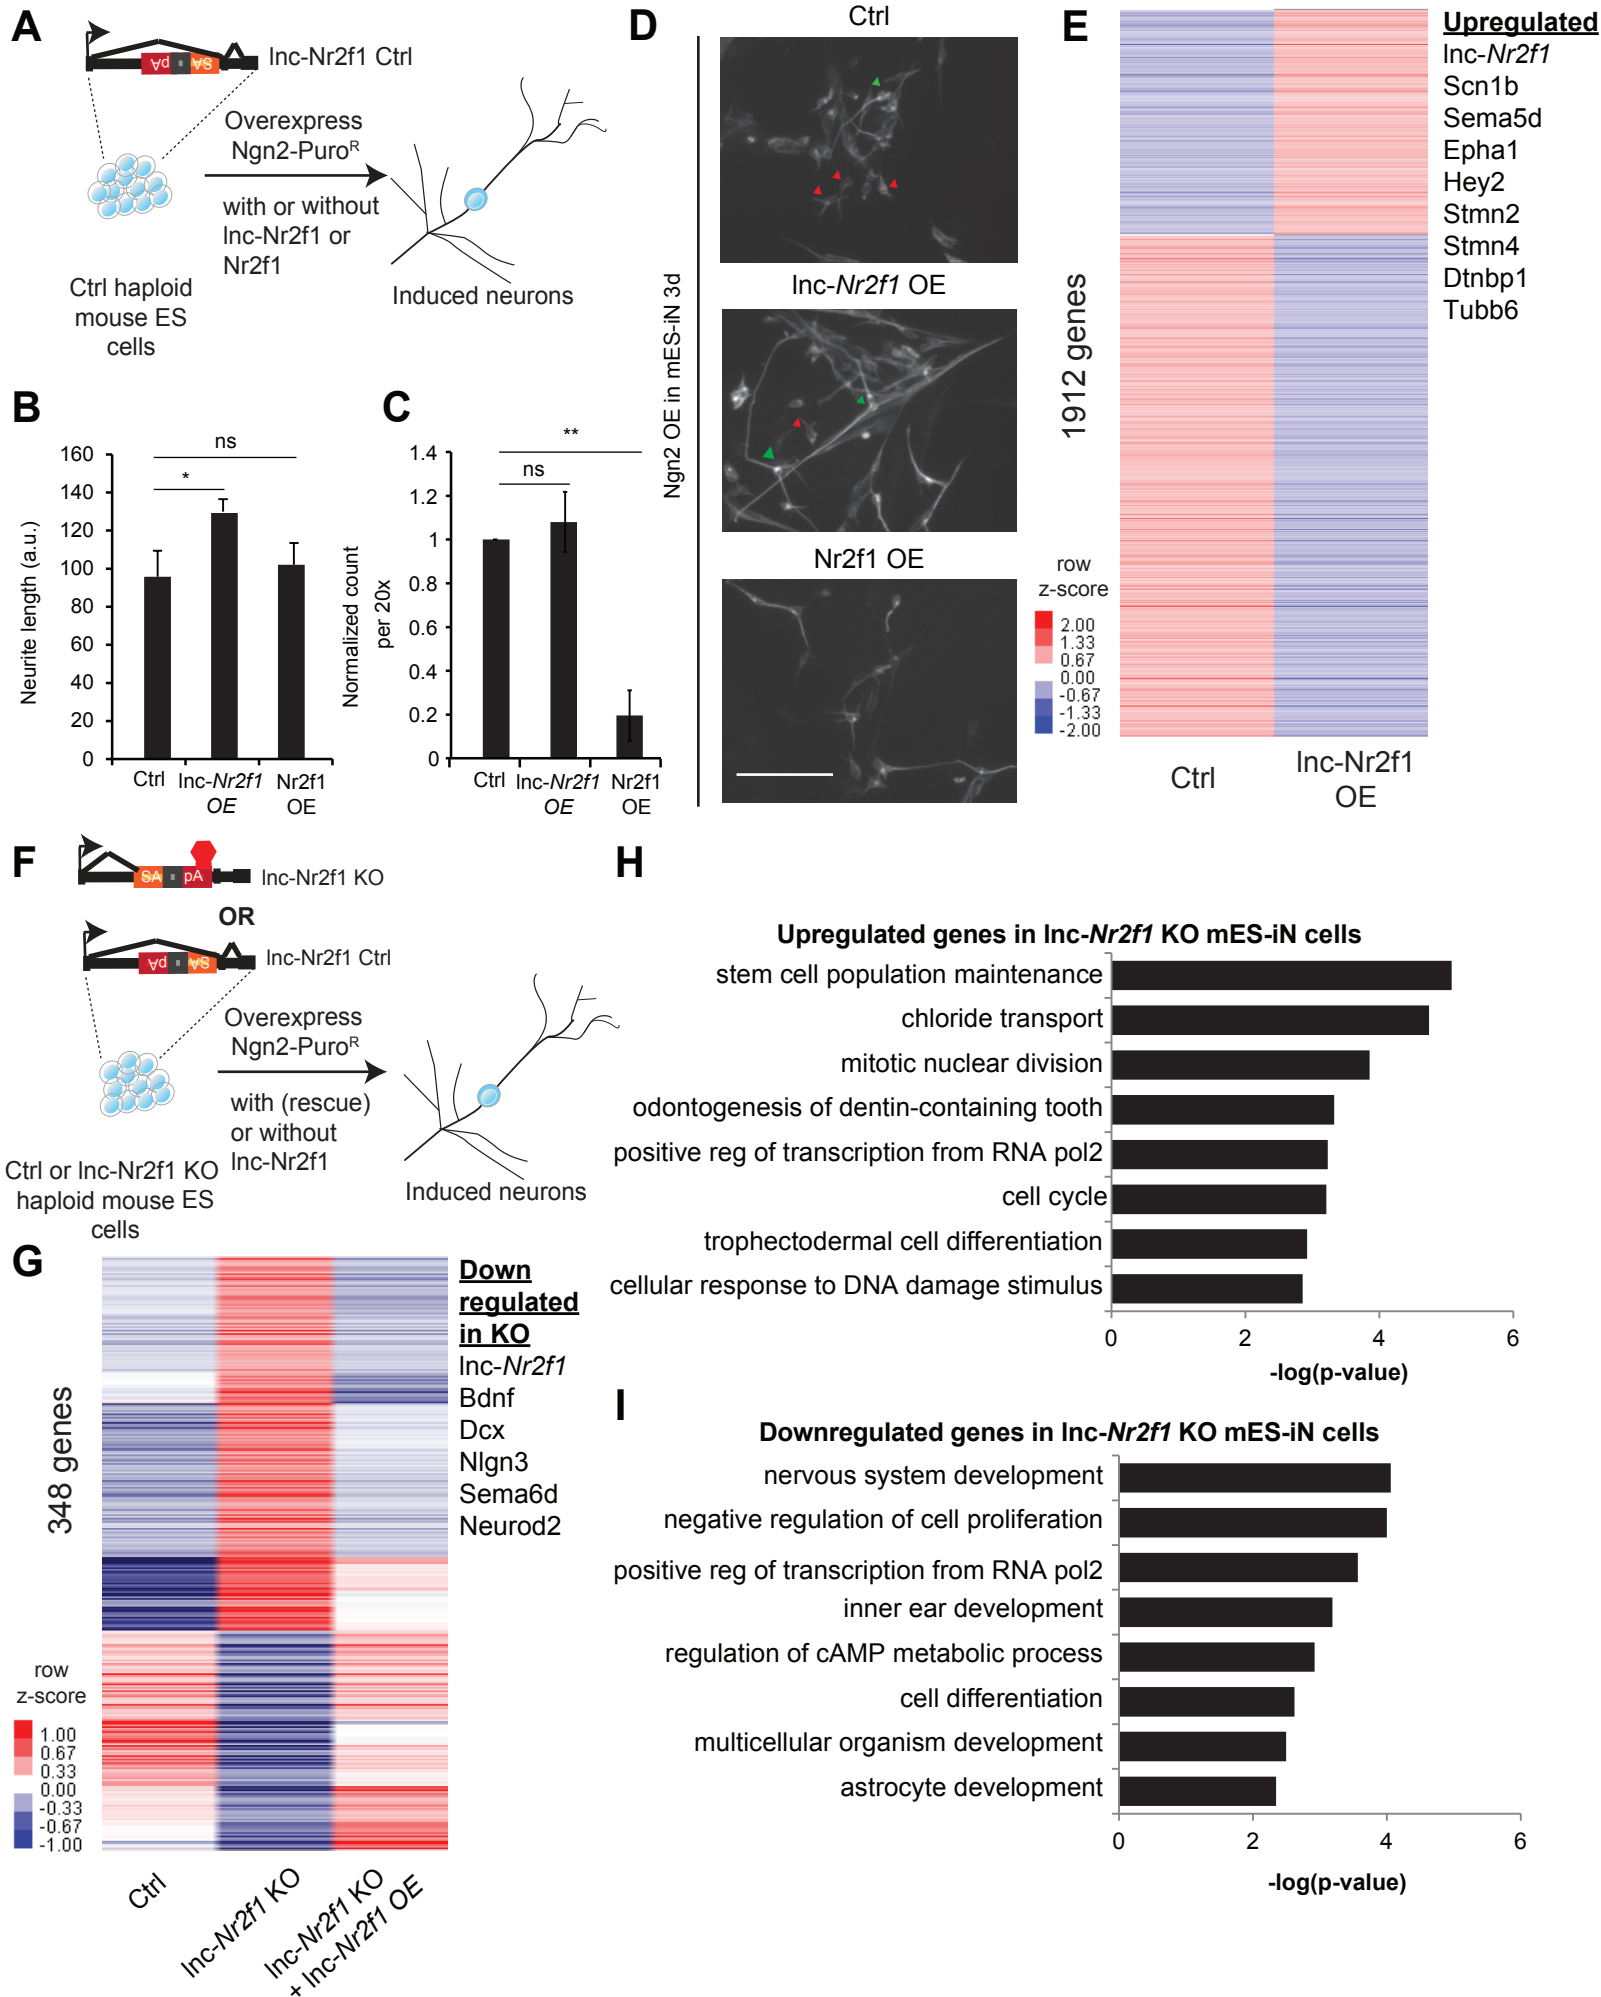 A
lnc-Nr2f1 Ctrl
pA
SA
Overexpress
Ngn2-Puro^R
with or without
lnc-Nr2f1 or
Nr2f1
Ctrl haploid
mouse ES
cells
Induced neurons
B
ns
*
160
140
120
100
80
60
40
20
0
Neurite length (a.u.)
Ctrl
lnc-Nr2f1
OE
Nr2f1
OE
C
**
ns
1.4
1.2
1
0.8
0.6
0.4
0.2
0
Normalized count
per 20x
Ctrl
lnc-Nr2f1
OE
Nr2f1
OE
D
Ngn2 OE in mES-iN 3d
Ctrl
lnc-Nr2f1 OE
Nr2f1 OE
E
1912 genes
Upregulated
lnc-Nr2f1
Scn1b
Sema5d
Epha1
Hey2
Stmn2
Stmn4
Dtnbp1
Tubb6
row
z-score
2.00
1.33
0.67
0.00
-0.67
-1.33
-2.00
Ctrl
lnc-Nr2f1
OE
F
SA
pA
lnc-Nr2f1 KO
OR
pA
SA
lnc-Nr2f1 Ctrl
Overexpress
Ngn2-Puro^R
with (rescue)
or without
lnc-Nr2f1
Ctrl or lnc-Nr2f1 KO
haploid mouse ES
cells
Induced neurons
G
348 genes
Down
regulated
in KO
lnc-Nr2f1
Bdnf
Dcx
Nlgn3
Sema6d
Neurod2
row
z-score
1.00
0.67
0.33
0.00
-0.33
-0.67
-1.00
Ctrl
lnc-Nr2f1 KO
lnc-Nr2f1 KO
+ lnc-Nr2f1 OE
H
Upregulated genes in lnc-Nr2f1 KO mES-iN cells
stem cell population maintenance
chloride transport
mitotic nuclear division
odontogenesis of dentin-containing tooth
positive reg of transcription from RNA pol2
cell cycle
trophectodermal cell differentiation
cellular response to DNA damage stimulus
0 2 4 6
-log(p-value)
I
Downregulated genes in lnc-Nr2f1 KO mES-iN cells
nervous system development
negative regulation of cell proliferation
positive reg of transcription from RNA pol2
inner ear development
regulation of cAMP metabolic process
cell differentiation
multicellular organism development
astrocyte development
0 2 4 6
-log(p-value)